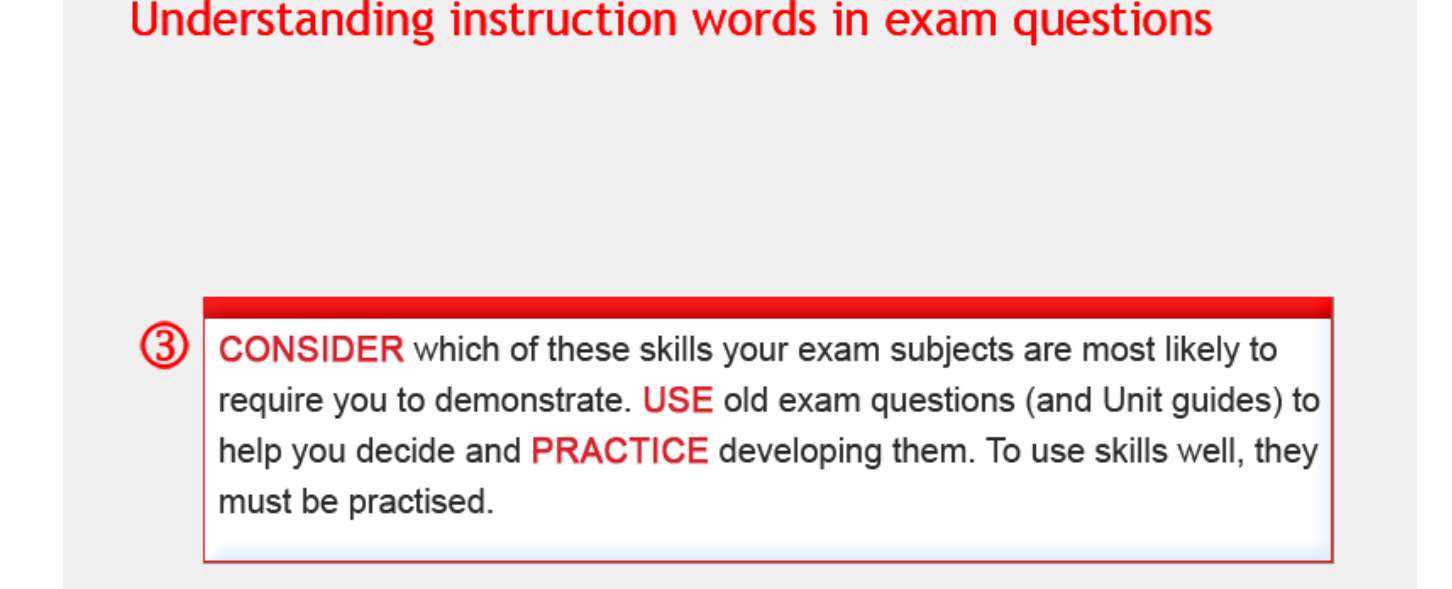 Understanding instruction words in exam questions
③
CONSIDER which of these skills your exam subjects are most likely to
require you to demonstrate. USE old exam questions (and Unit guides) to
help you decide and PRACTICE developing them. To use skills well, they
must be practised.